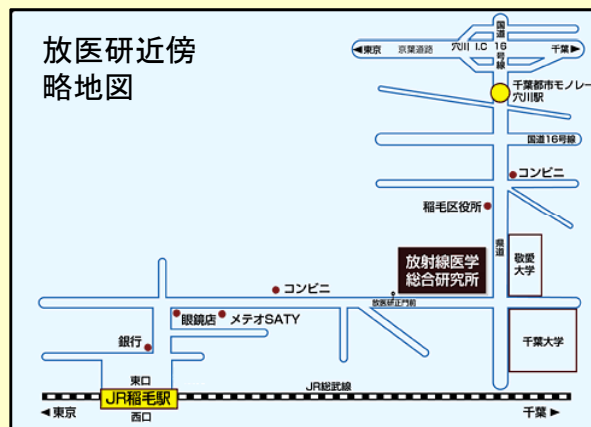 放医研近傍
略地図
国道16号線
穴川 I.C
◀東京
京葉道路
千葉▶
千葉都市モノレー
穴川駅
国道16号線
コンビニ
稲毛区役所
県道
放射線医学
総合研究所
敬愛
大学
コンビニ
放医研正門前
眼鏡店
メテオSATY
銀行
千葉大学
東口
JR総武線
JR稲毛駅
◀東京
西口
千葉▶